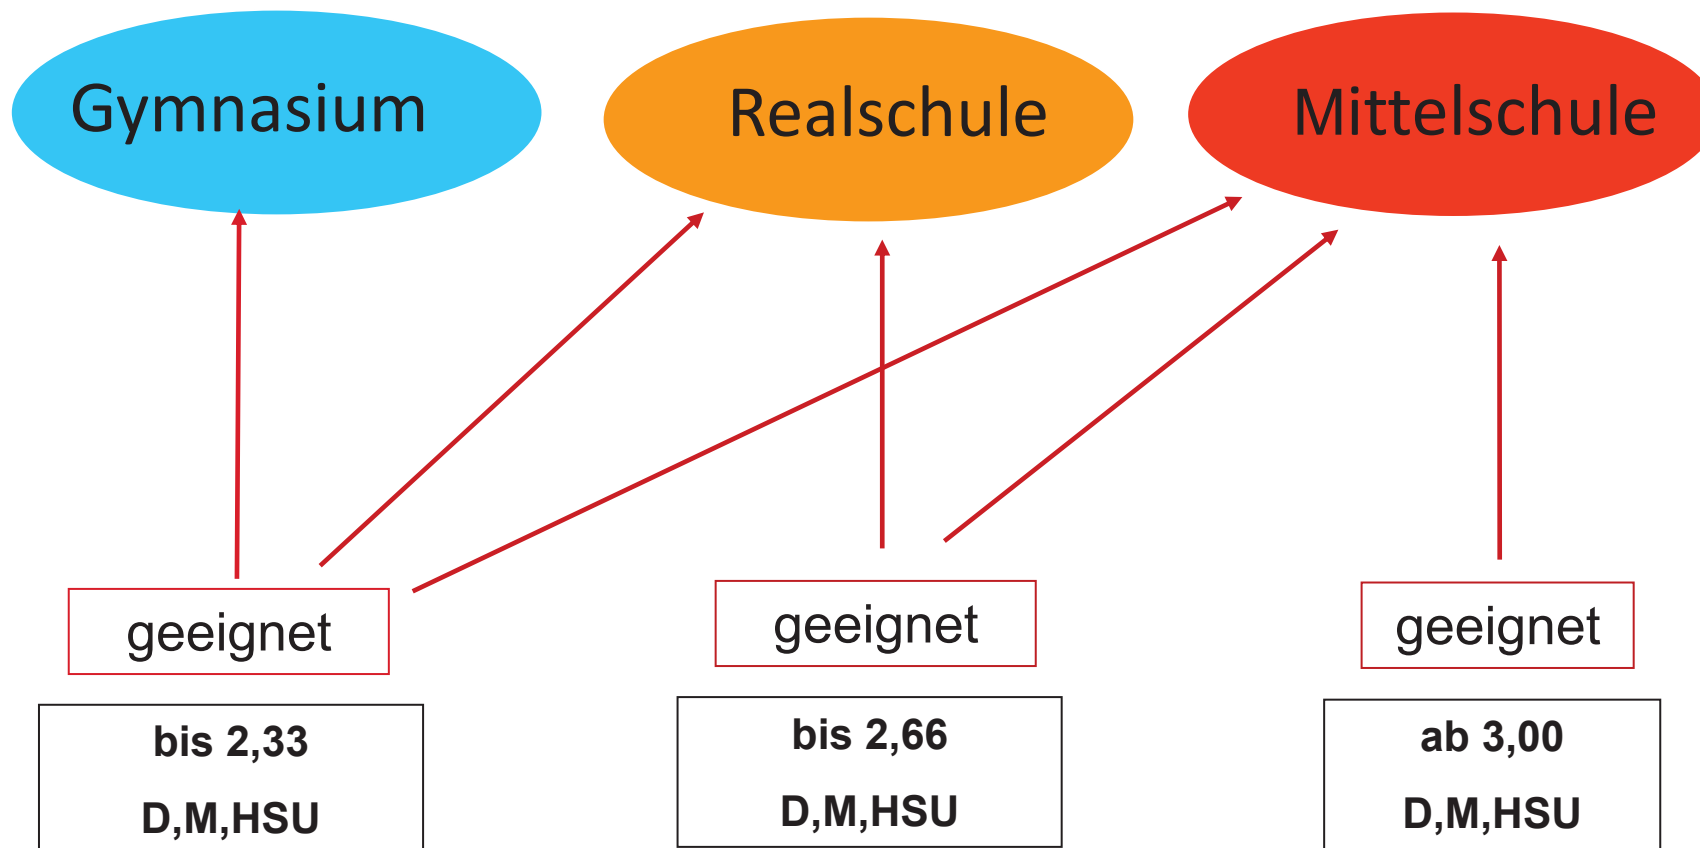 Gymnasium
Realschule
Mittelschule
geeignet
geeignet
geeignet
bis 2,33
D,M,HSU
bis 2,66
D,M,HSU
ab 3,00
D,M,HSU